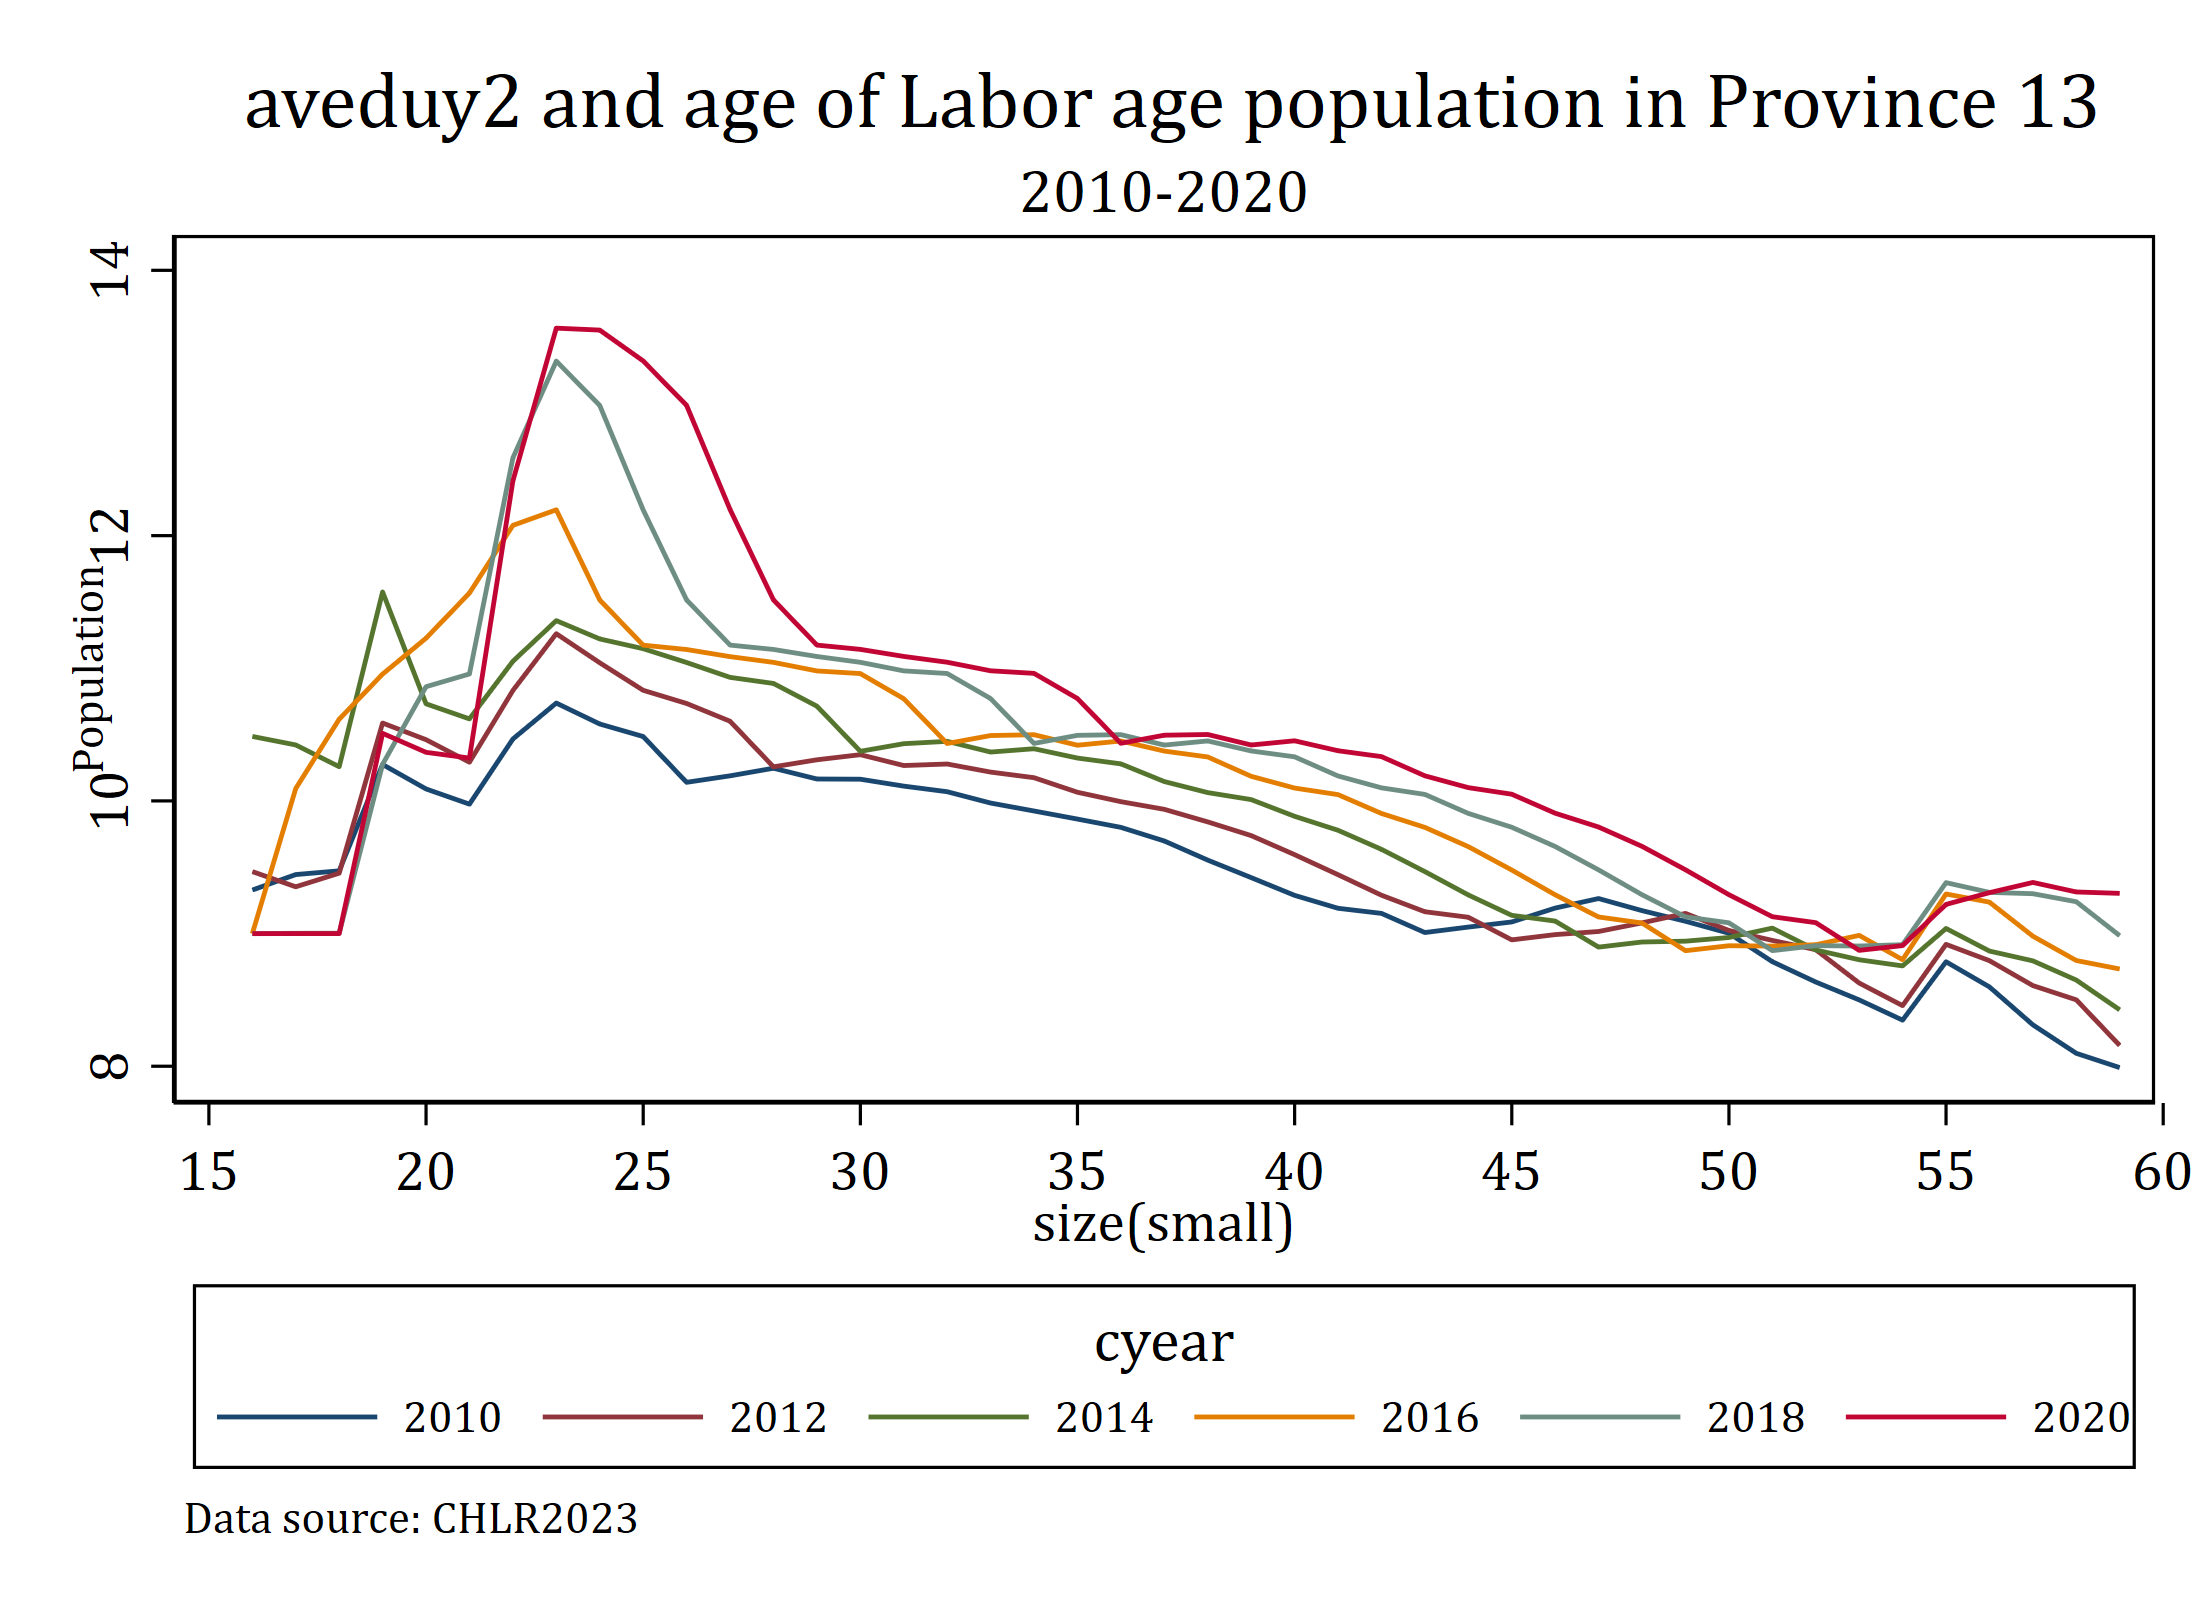 aveduy2 and age of Labor age population in Province 13
2010-2020
Population
14
12
10
8
15 20 25 30 35 40 45 50 55 60
size(small)
cyear
2010 2012 2014 2016 2018 2020
Data source: CHLR2023